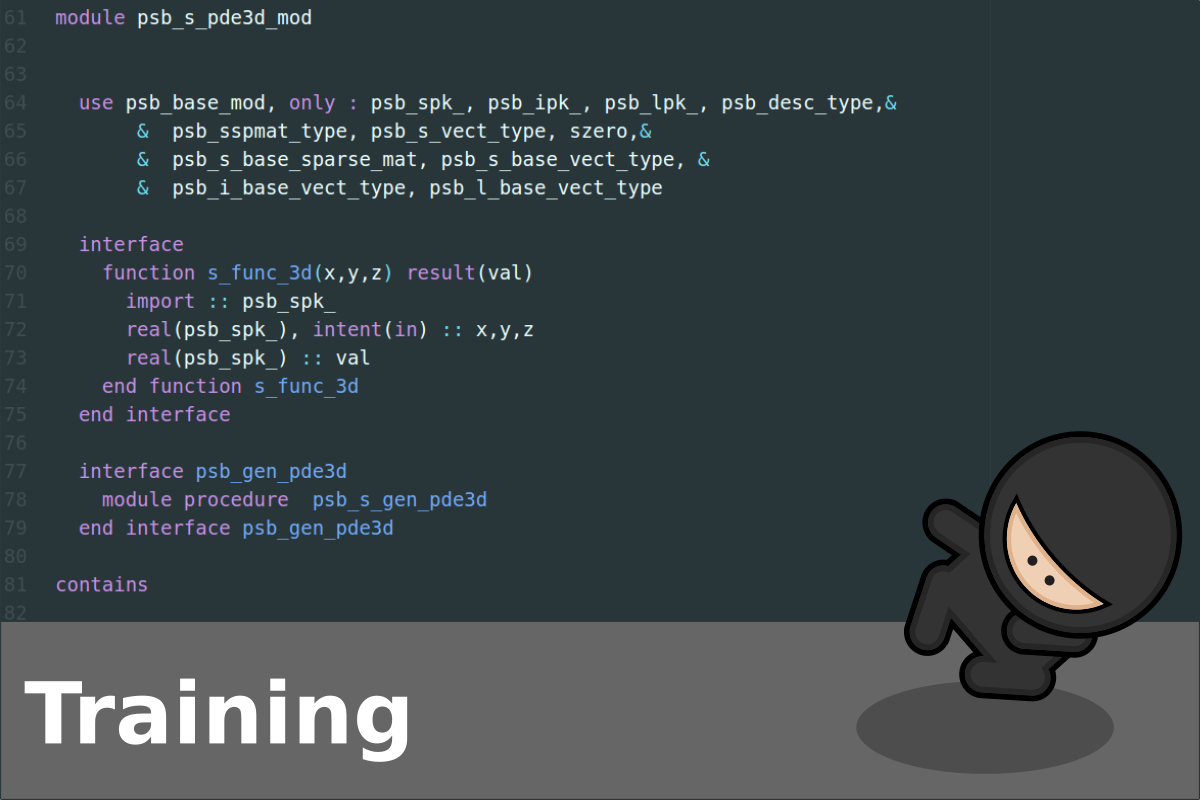 61 module psb_s_pde3d_mod
62
63
64 use psb_base_mod, only : psb_spk_, psb_ipk_, psb_lpk_, psb_desc_type,&
65 & psb_sspmat_type, psb_s_vect_type, szero,&
66 & psb_s_base_sparse_mat, psb_s_base_vect_type, &
67 & psb_i_base_vect_type, psb_l_base_vect_type
68
69 interface
70 function s_func_3d(x,y,z) result(val)
71 import :: psb_spk_
72 real(psb_spk_), intent(in) :: x,y,z
73 real(psb_spk_) :: val
74 end function s_func_3d
75 end interface
76
77 interface psb_gen_pde3d
78 module procedure  psb_s_gen_pde3d
79 end interface psb_gen_pde3d
80
81 contains
82
Training